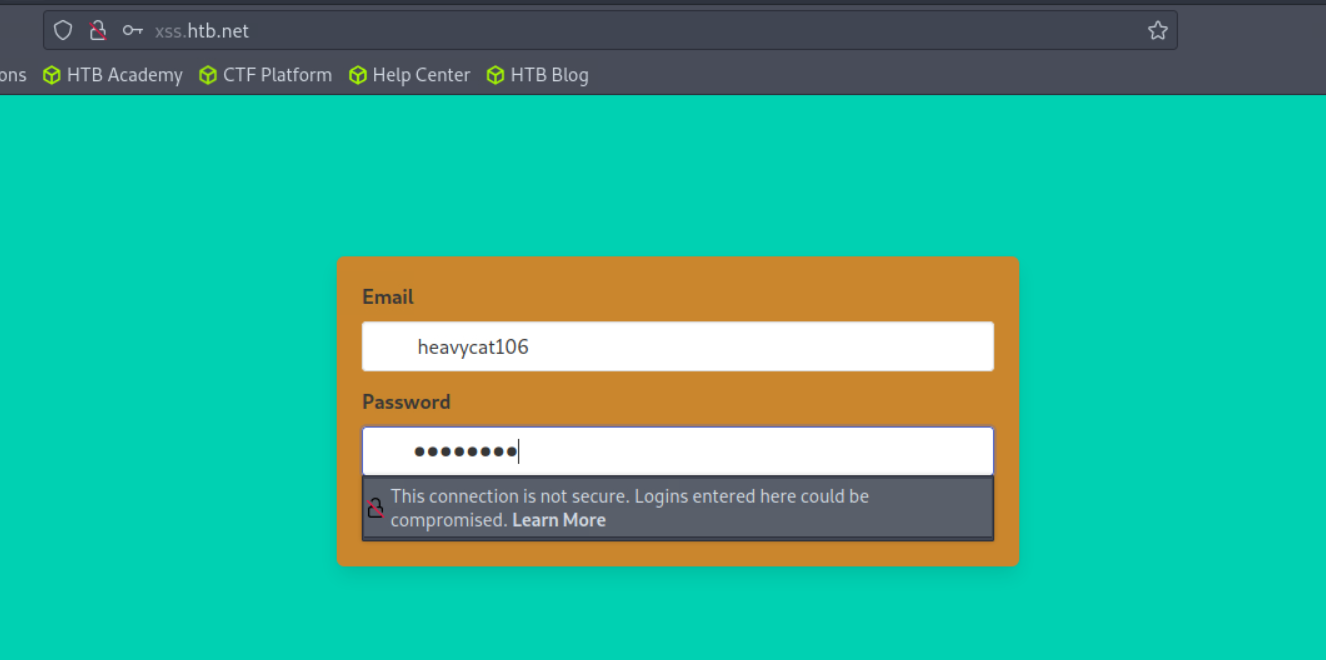 xss.htb.net
ons HTB Academy CTF Platform Help Center HTB Blog
Email
heavycat106
Password
••••••••
This connection is not secure. Logins entered here could be
compromised. Learn More